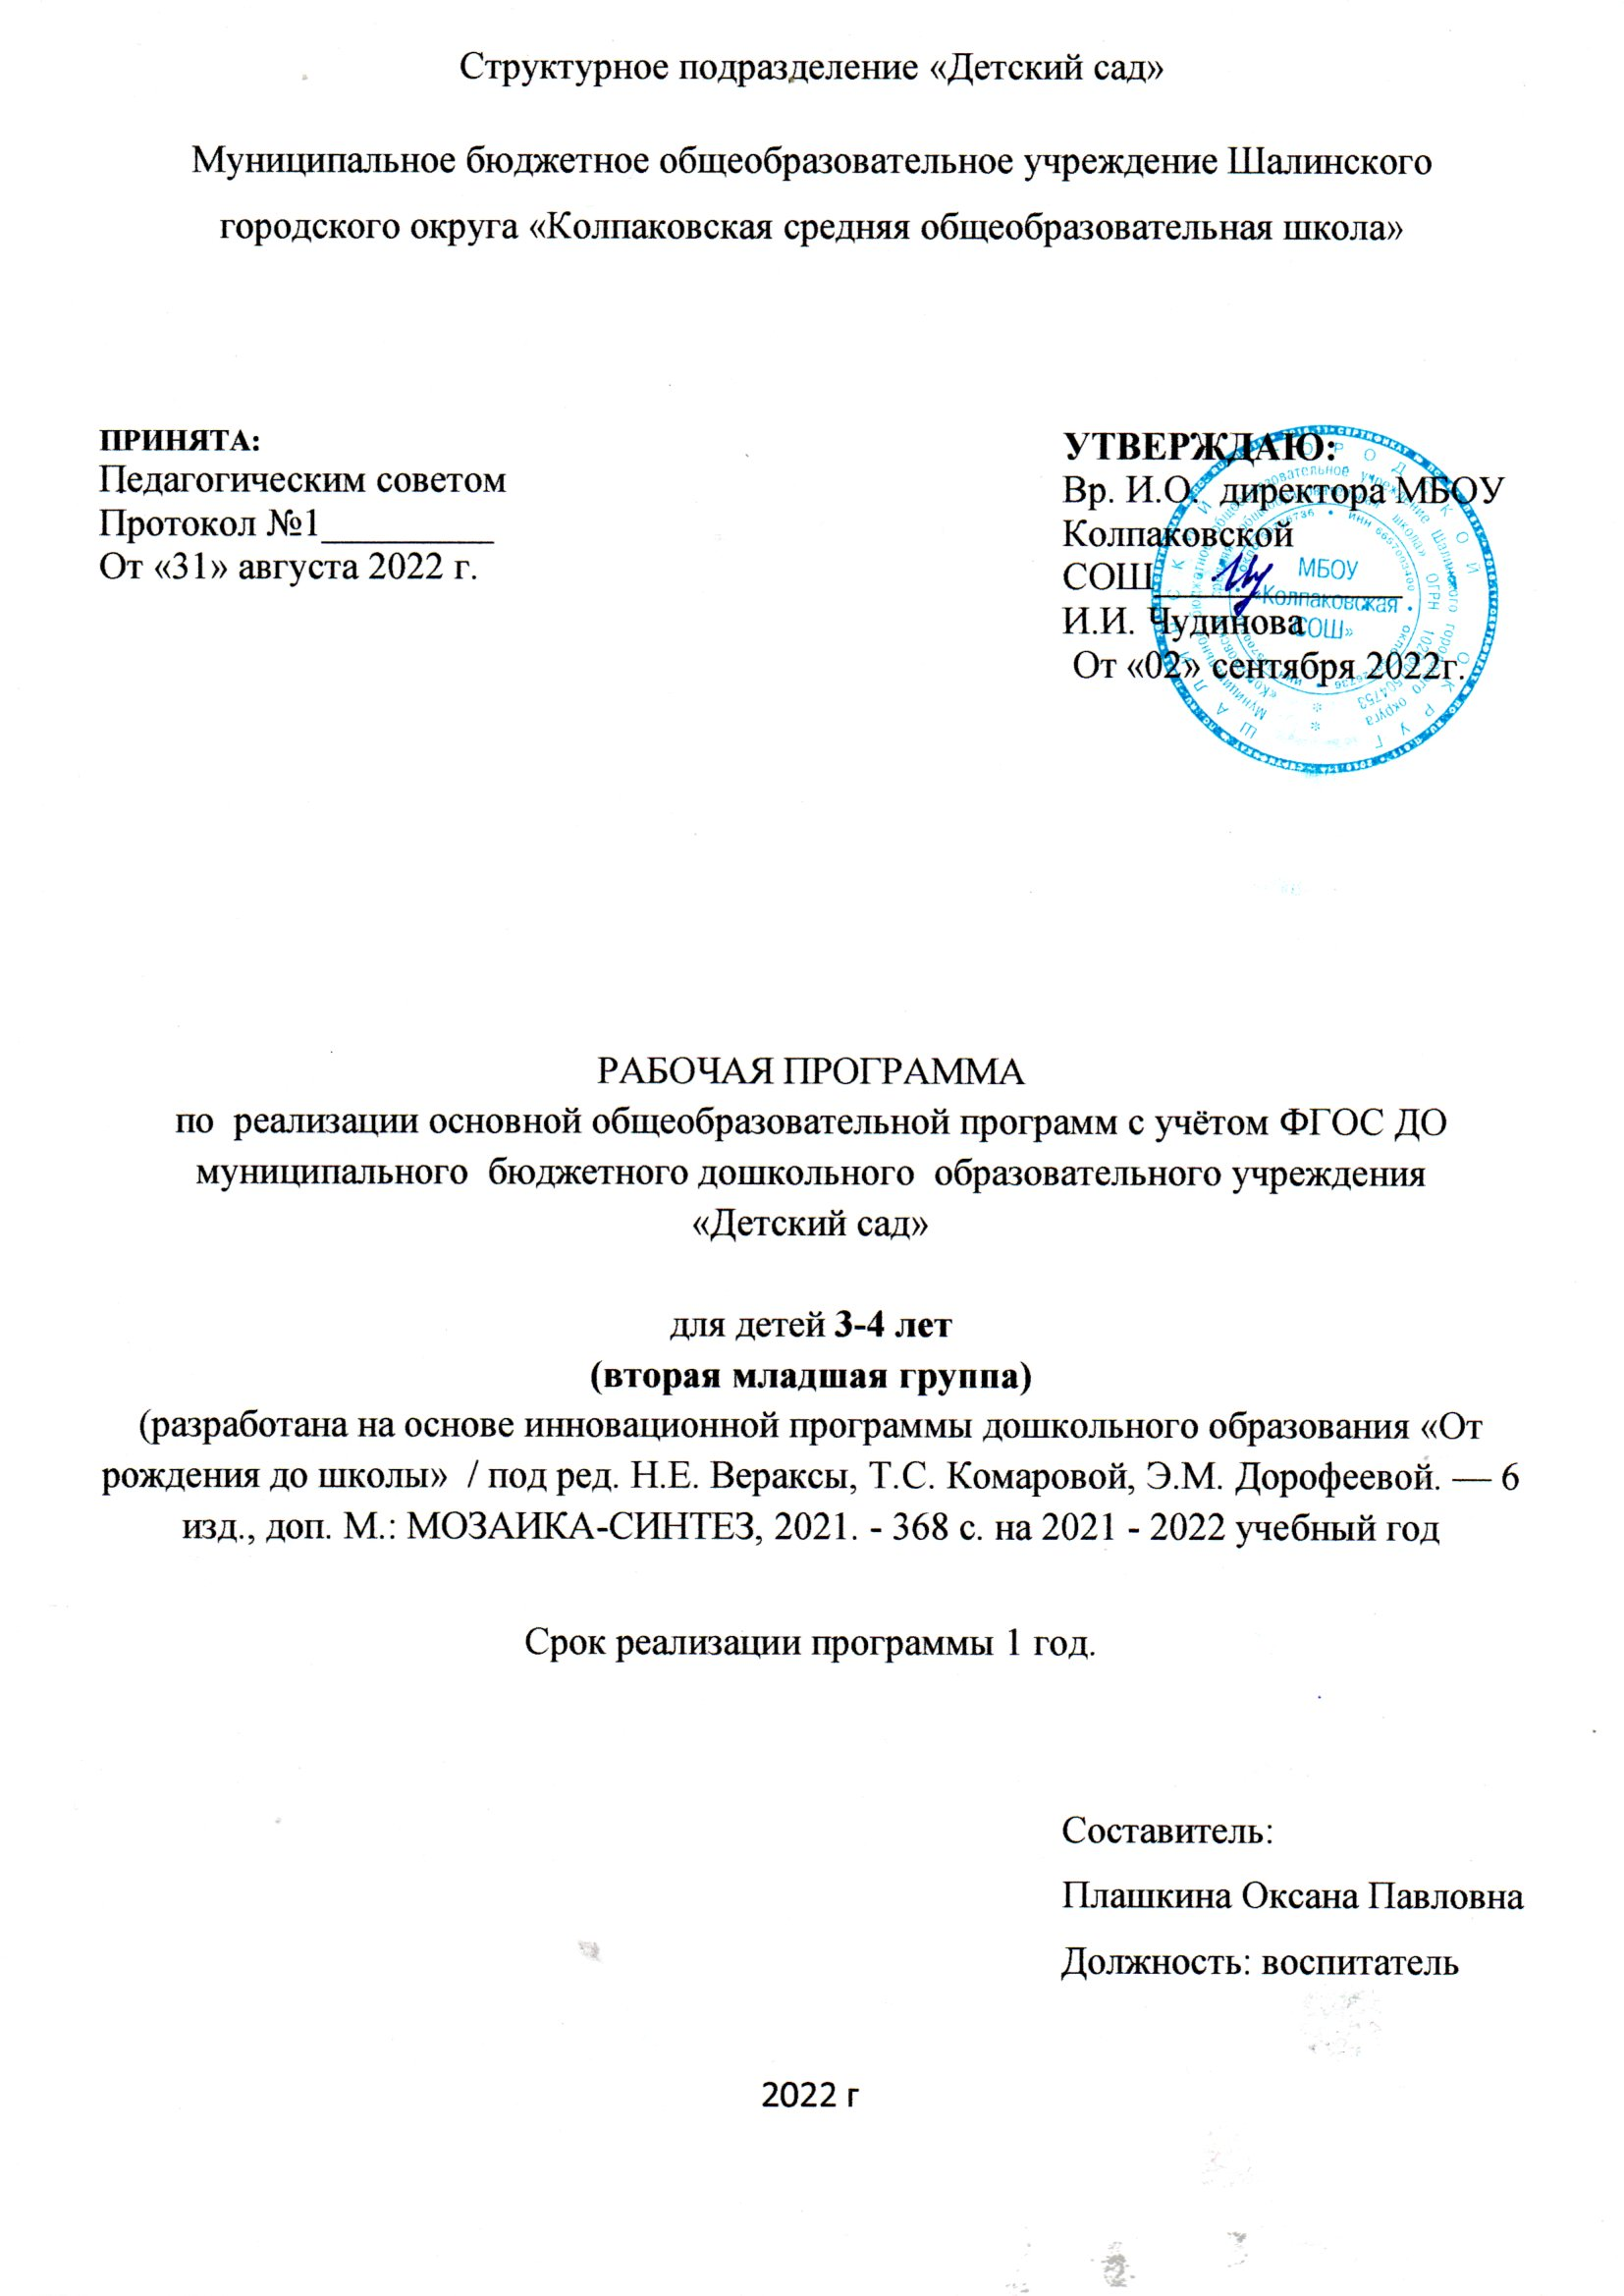 Структурное подразделение «Детский сад»
Муниципальное бюджетное общеобразовательное учреждение Шалинского
городского округа «Колпаковская средняя общеобразовательная школа»
ПРИНЯТА:
Педагогическим советом
Протокол №1_________
От «31» августа 2022 г.
УТВЕРЖДАЮ:
Вр. И.О.  директора МБОУ
Колпаковской
СОШ_____________
И.И. Чудинова
От «02» сентября 2022г.
МБОУ
«Колпаковская
СОШ»
РАБОЧАЯ ПРОГРАММА
по  реализации основной общеобразовательной программ с учётом ФГОС ДО
муниципального  бюджетного дошкольного  образовательного учреждения
«Детский сад»
для детей 3-4 лет
(вторая младшая группа)
(разработана на основе инновационной программы дошкольного образования «От
рождения до школы»  / под ред. Н.Е. Вераксы, Т.С. Комаровой, Э.М. Дорофеевой. — 6
изд., доп. М.: МОЗАИКА-СИНТЕЗ, 2021. - 368 с. на 2021 - 2022 учебный год
Срок реализации программы 1 год.
Составитель:
Плашкина Оксана Павловна
Должность: воспитатель
2022 г